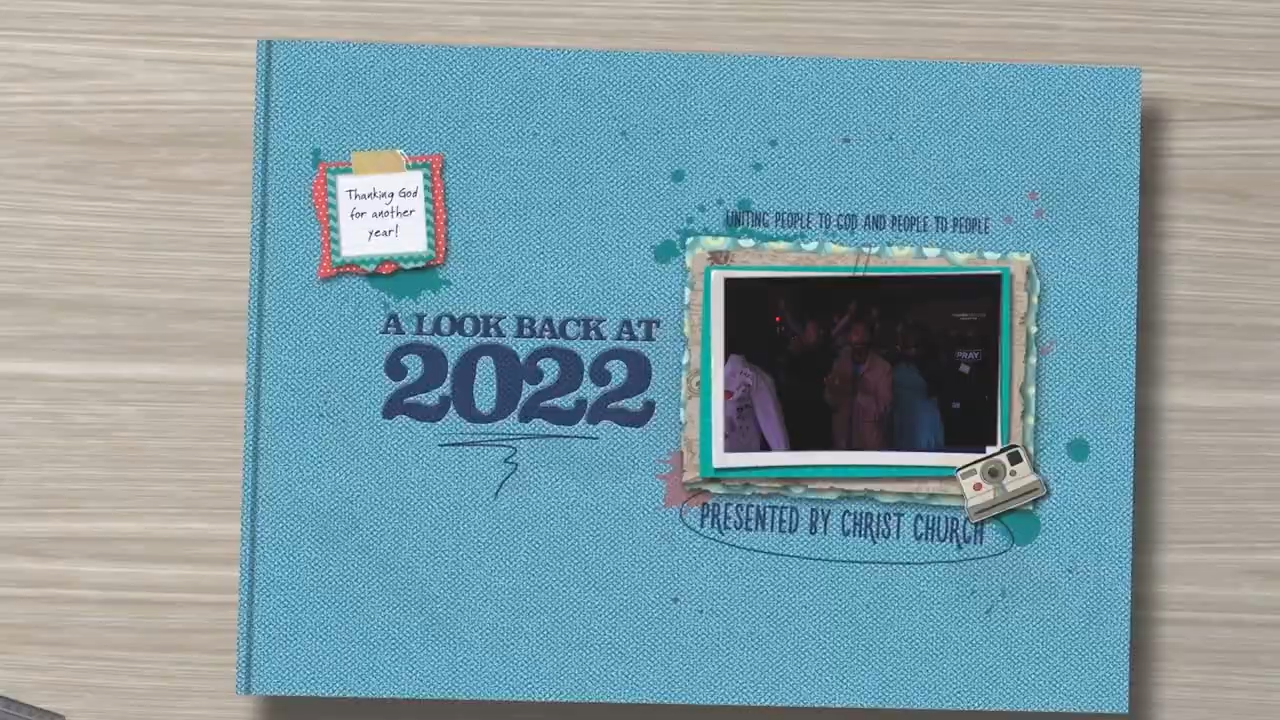 Thanking God
for another
year!
UNITING PEOPLE TO GOD AND PEOPLE TO PEOPLE
A LOOK BACK AT
2022
PRAY
PRESENTED BY CHRIST CHURCH